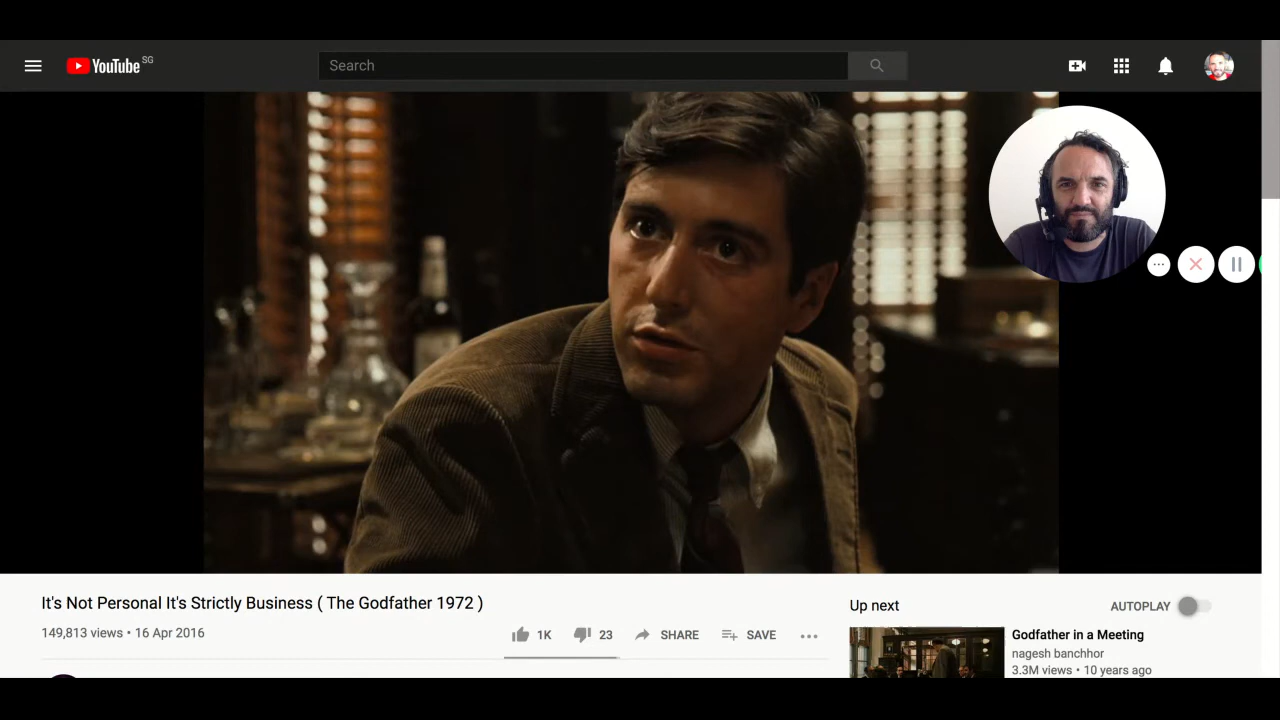 YouTube SG
Search
It's Not Personal It's Strictly Business ( The Godfather 1972 )
149,813 views • 16 Apr 2016
1K
23
SHARE
SAVE
Up next
AUTOPLAY
Godfather in a Meeting
nagesh banchhor
3.3M views • 10 years ago